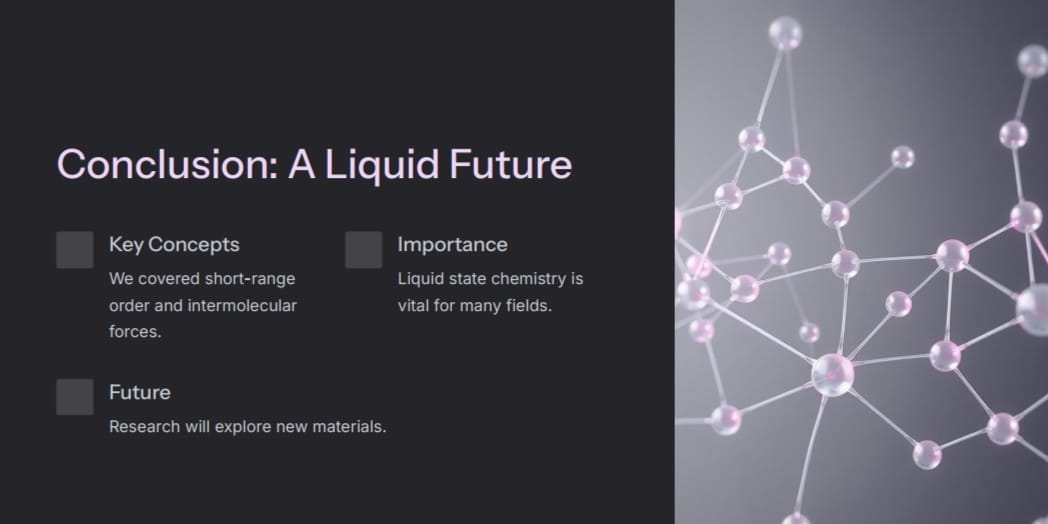 Conclusion: A Liquid Future
Key Concepts
We covered short-range
order and intermolecular
forces.
Importance
Liquid state chemistry is
vital for many fields.
Future
Research will explore new materials.